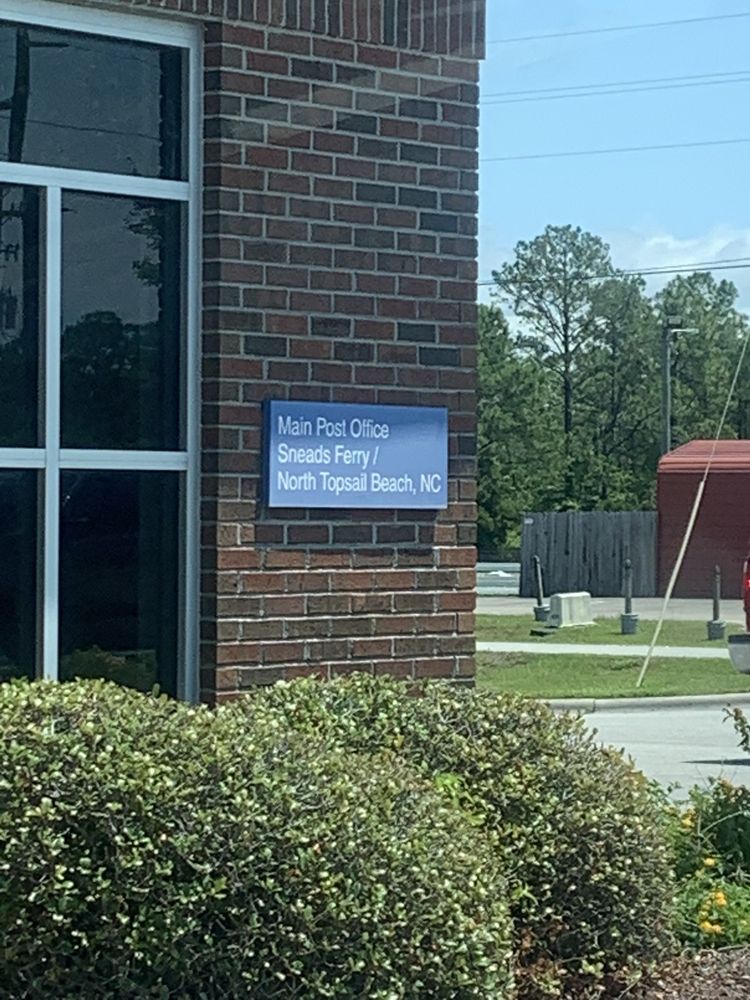 Main Post Office
Sneads Ferry /
North Topsail Beach, NC